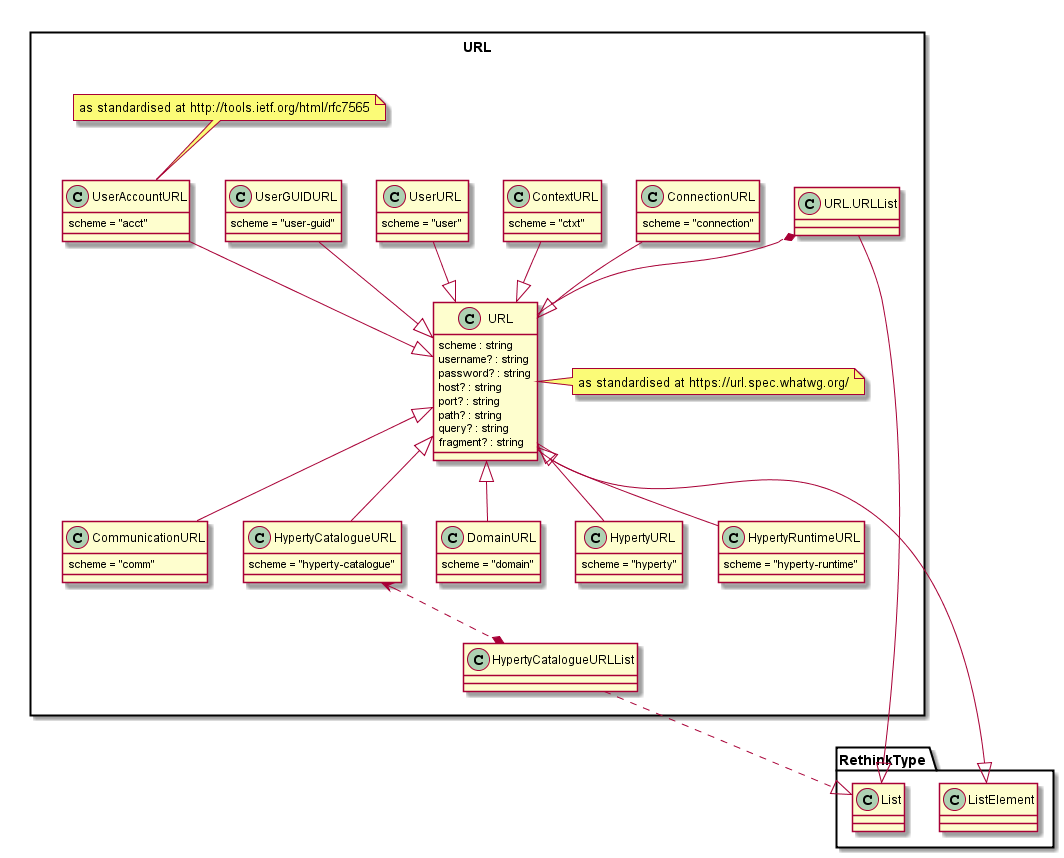 URL
as standardised at http://tools.ietf.org/html/rfc7565
C UserAccountURL
scheme = "acct"
C UserGUIDURL
scheme = "user-guid"
C UserURL
scheme = "user"
C ContextURL
scheme = "ctxt"
C ConnectionURL
scheme = "connection"
C URL.URLList
C URL
scheme : string
username? : string
password? : string
host? : string
port? : string
path? : string
query? : string
fragment? : string
as standardised at https://url.spec.whatwg.org/
C CommunicationURL
scheme = "comm"
C HypertyCatalogueURL
scheme = "hyperty-catalogue"
C DomainURL
scheme = "domain"
C HypertyURL
scheme = "hyperty"
C HypertyRuntimeURL
scheme = "hyperty-runtime"
C HypertyCatalogueURLList
RethinkType
C List
C ListElement